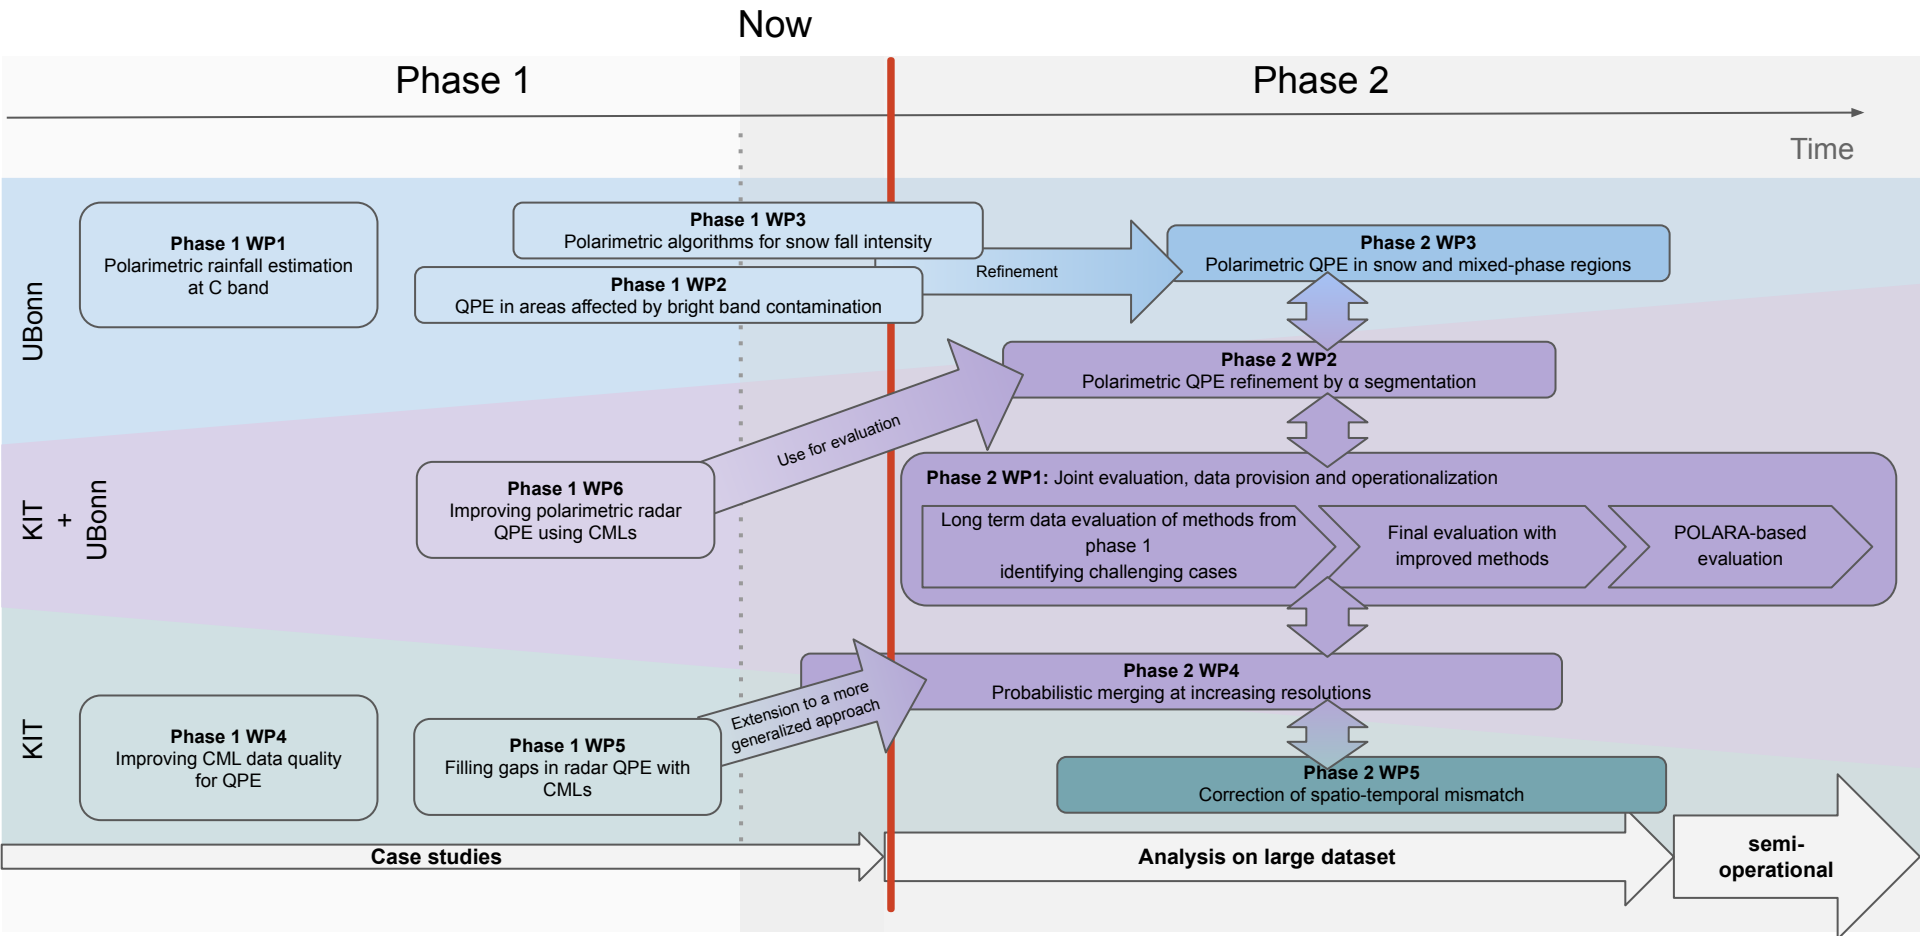 Now
Phase 1
Phase 2
Time
UBonn
Phase 1 WP1
Polarimetric rainfall estimation
at C band
Phase 1 WP3
Polarimetric algorithms for snow fall intensity
Phase 1 WP2
QPE in areas affected by bright band contamination
Refinement
Phase 2 WP3
Polarimetric QPE in snow and mixed-phase regions
Phase 2 WP2
Polarimetric QPE refinement by α segmentation
KIT
+
UBonn
Phase 1 WP6
Improving polarimetric radar
QPE using CMLs
Use for evaluation
Phase 2 WP1: Joint evaluation, data provision and operationalization
Long term data evaluation of methods from
phase 1
identifying challenging cases
Final evaluation with
improved methods
POLARA-based
evaluation
KIT
Phase 1 WP4
Improving CML data quality
for QPE
Phase 1 WP5
Filling gaps in radar QPE with
CMLs
Extension to a more
generalized approach
Phase 2 WP4
Probabilistic merging at increasing resolutions
Phase 2 WP5
Correction of spatio-temporal mismatch
Case studies
Analysis on large dataset
semi-
operational